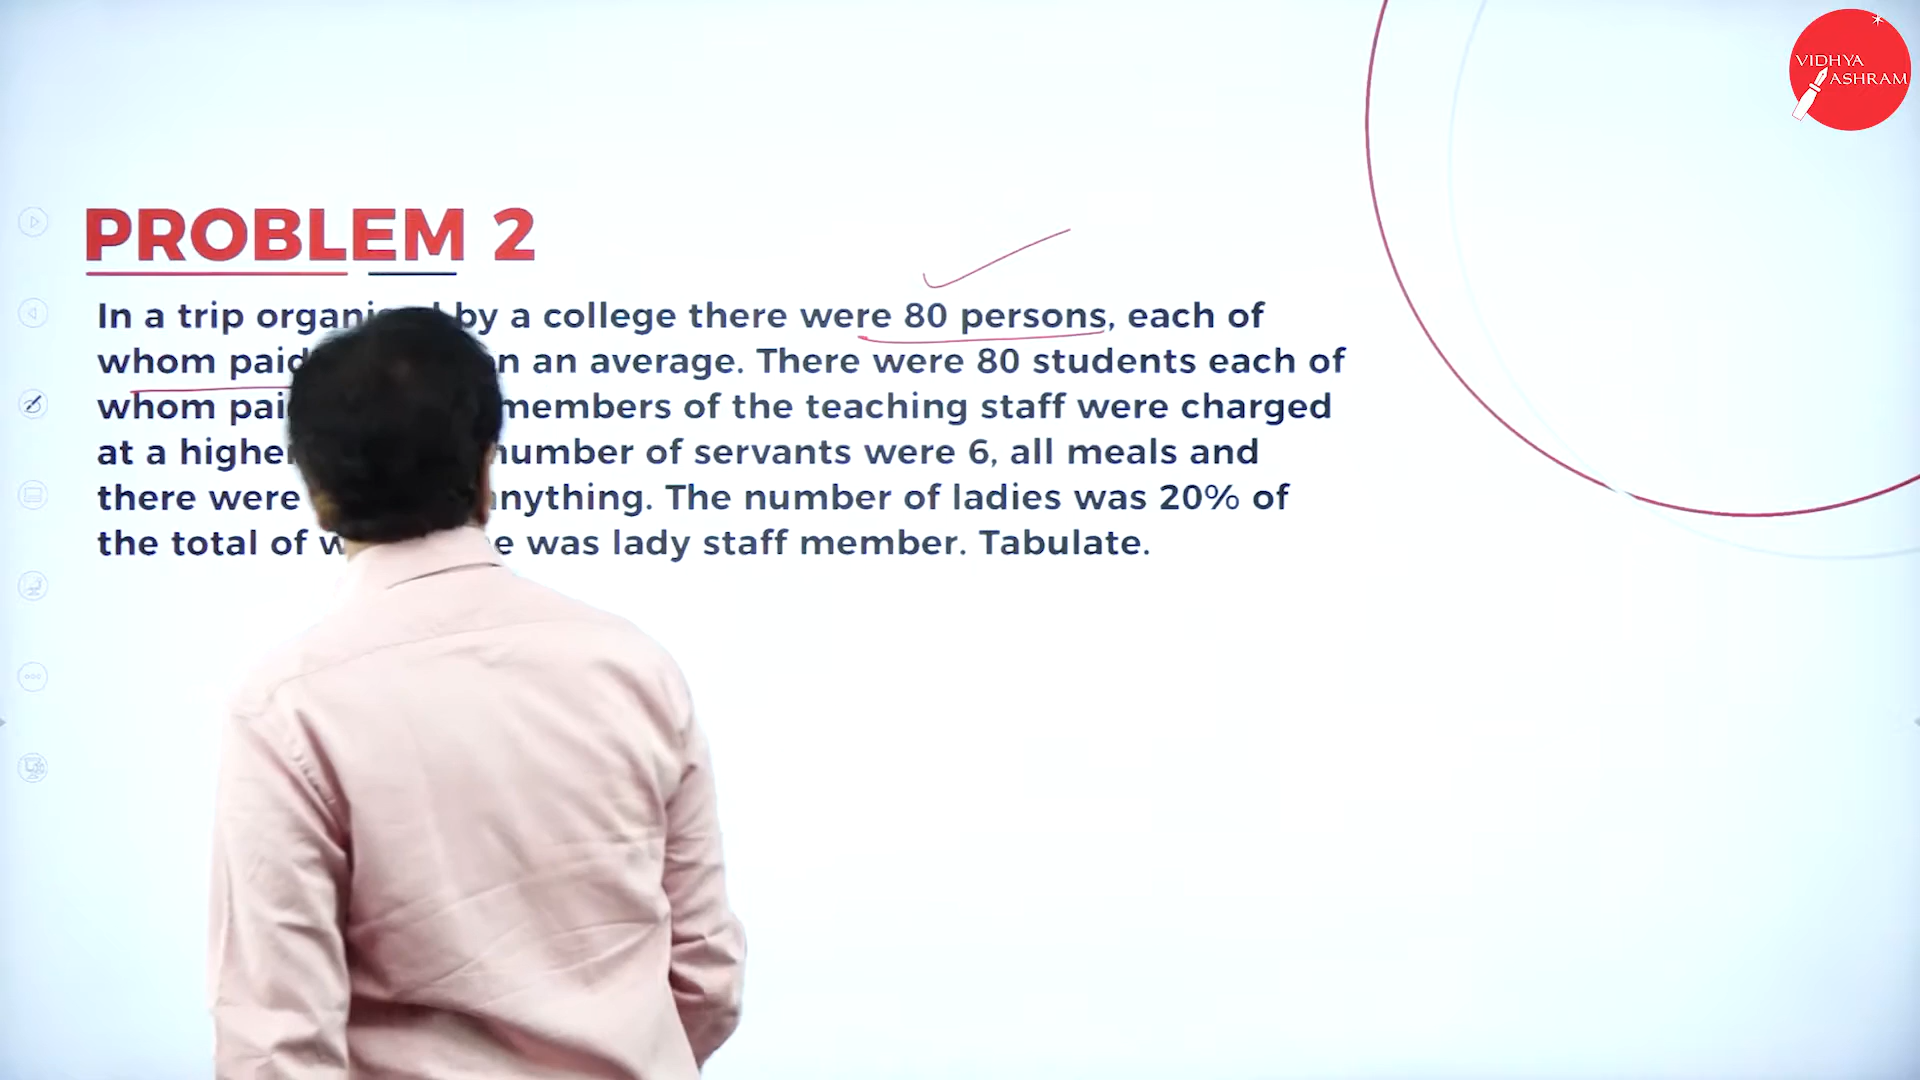 VIDHYA
ASHRAM
PROBLEM 2
In a trip by a college there were 80 persons, each of
whom paid an average. There were 80 students each of
whom members of the teaching staff were charged
at a number of servants were 6, all meals and
there were anything. The number of ladies was 20% of
the total of was lady staff member. Tabulate.